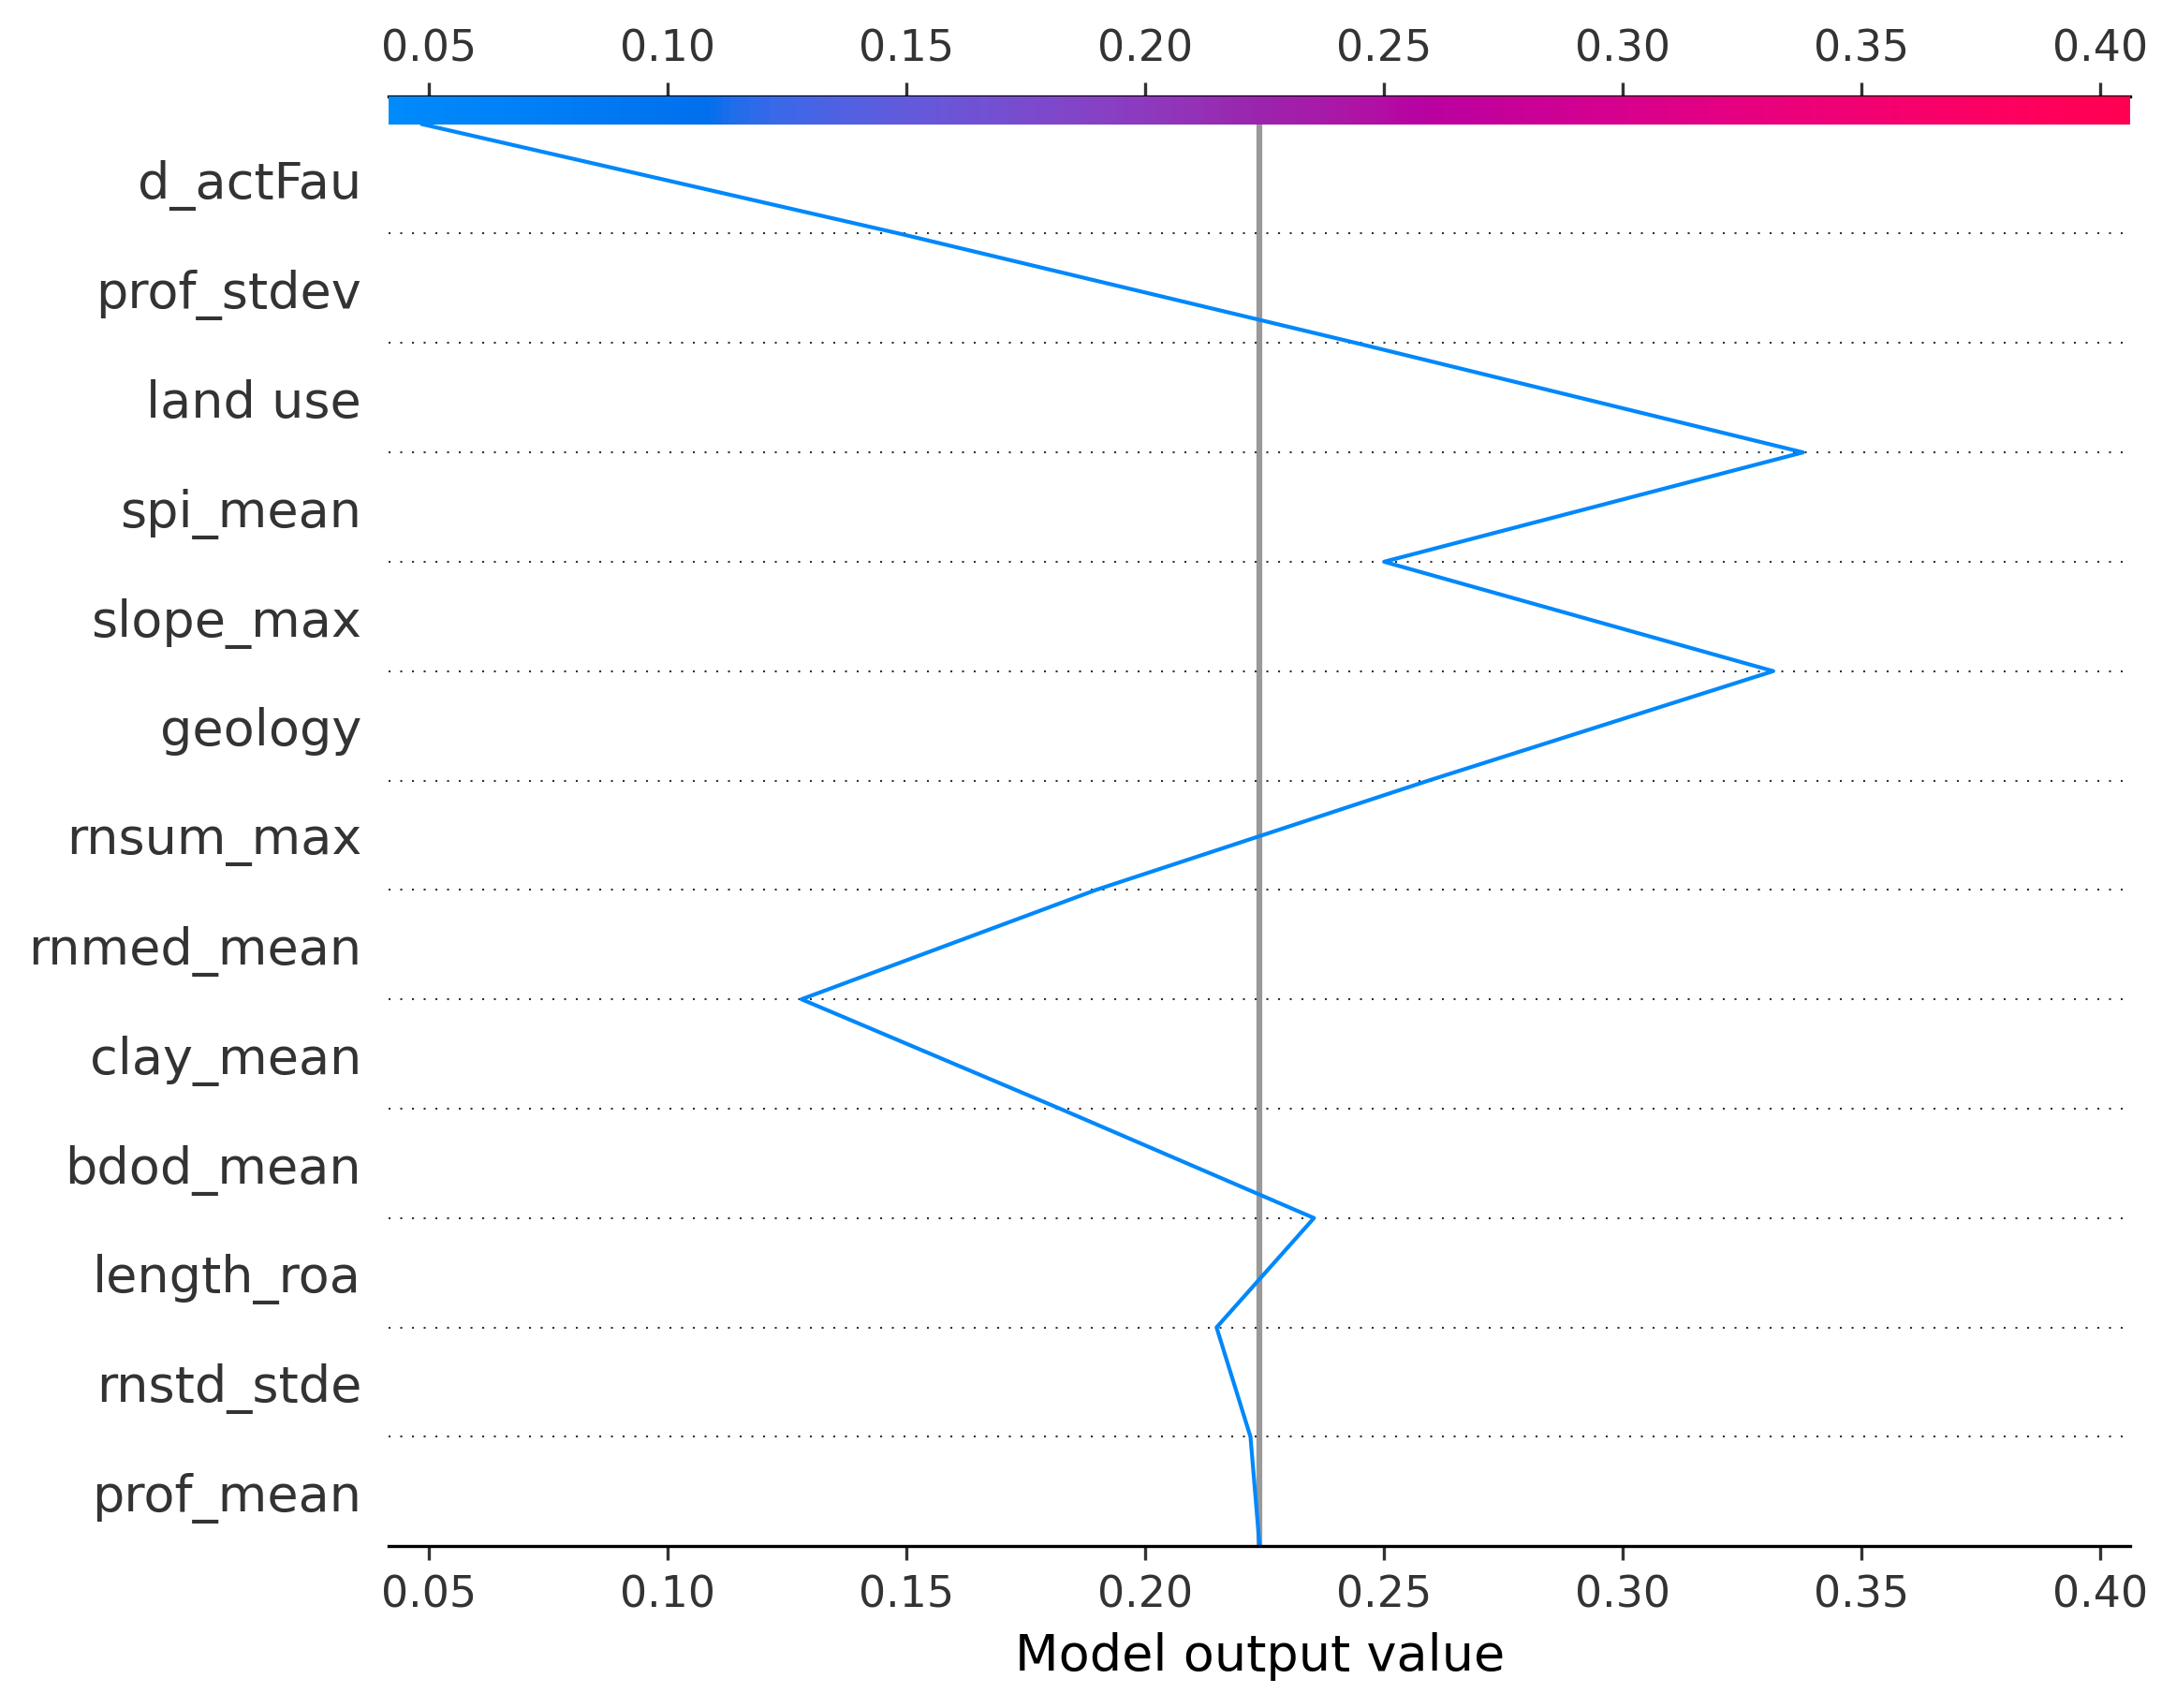 0.05 0.10 0.15 0.20 0.25 0.30 0.35 0.40
d_actFau
prof_stdev
land use
spi_mean
slope_max
geology
rnsum_max
rnmed_mean
clay_mean
bdod_mean
length_roa
rnstd_stde
prof_mean
0.05 0.10 0.15 0.20 0.25 0.30 0.35 0.40
Model output value